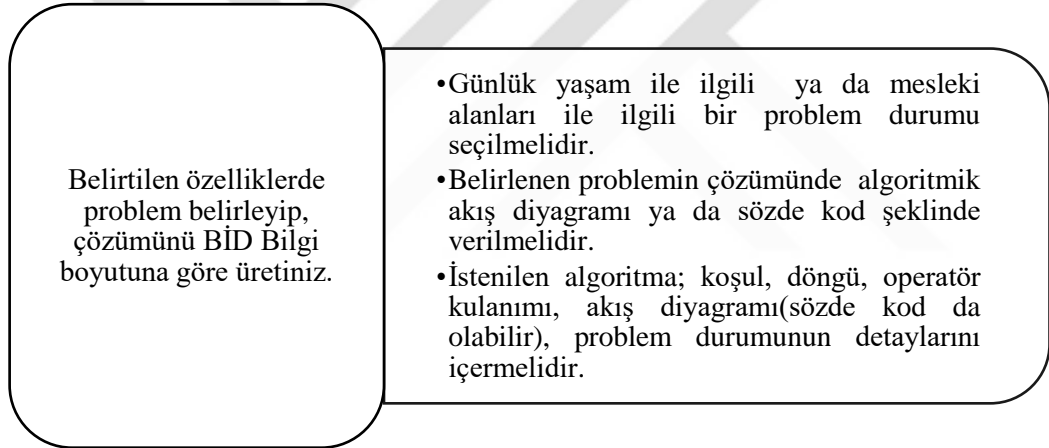 Belirtilen özelliklerde
problem belirleyip,
çözümünü BİD Bilgi
boyutuna göre üretiniz.
•Günlük yaşam ile ilgili ya da mesleki
alanları ile ilgili bir problem durumu
seçilmelidir.
•Belirlenen problemin çözümünde algoritmik
akış diyagramı ya da sözde kod şeklinde
verilmelidir.
•İstenilen algoritma; koşul, döngü, operatör
kulanımı, akış diyagramı(sözde kod da
olabilir), problem durumunun detaylarını
içermelidir.